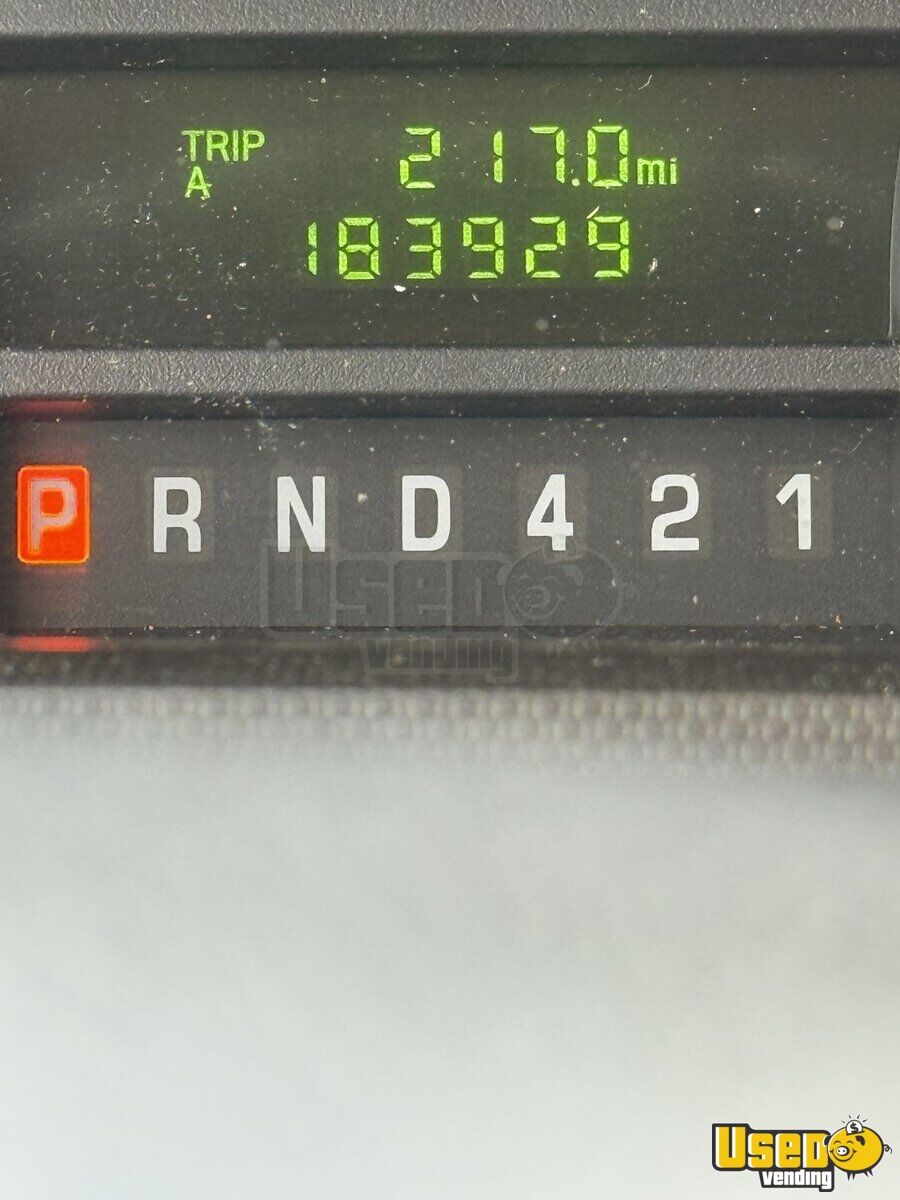 TRIP 217.0mi
A
183929
P R N D 4 2 1
USED
vending
USED
vending